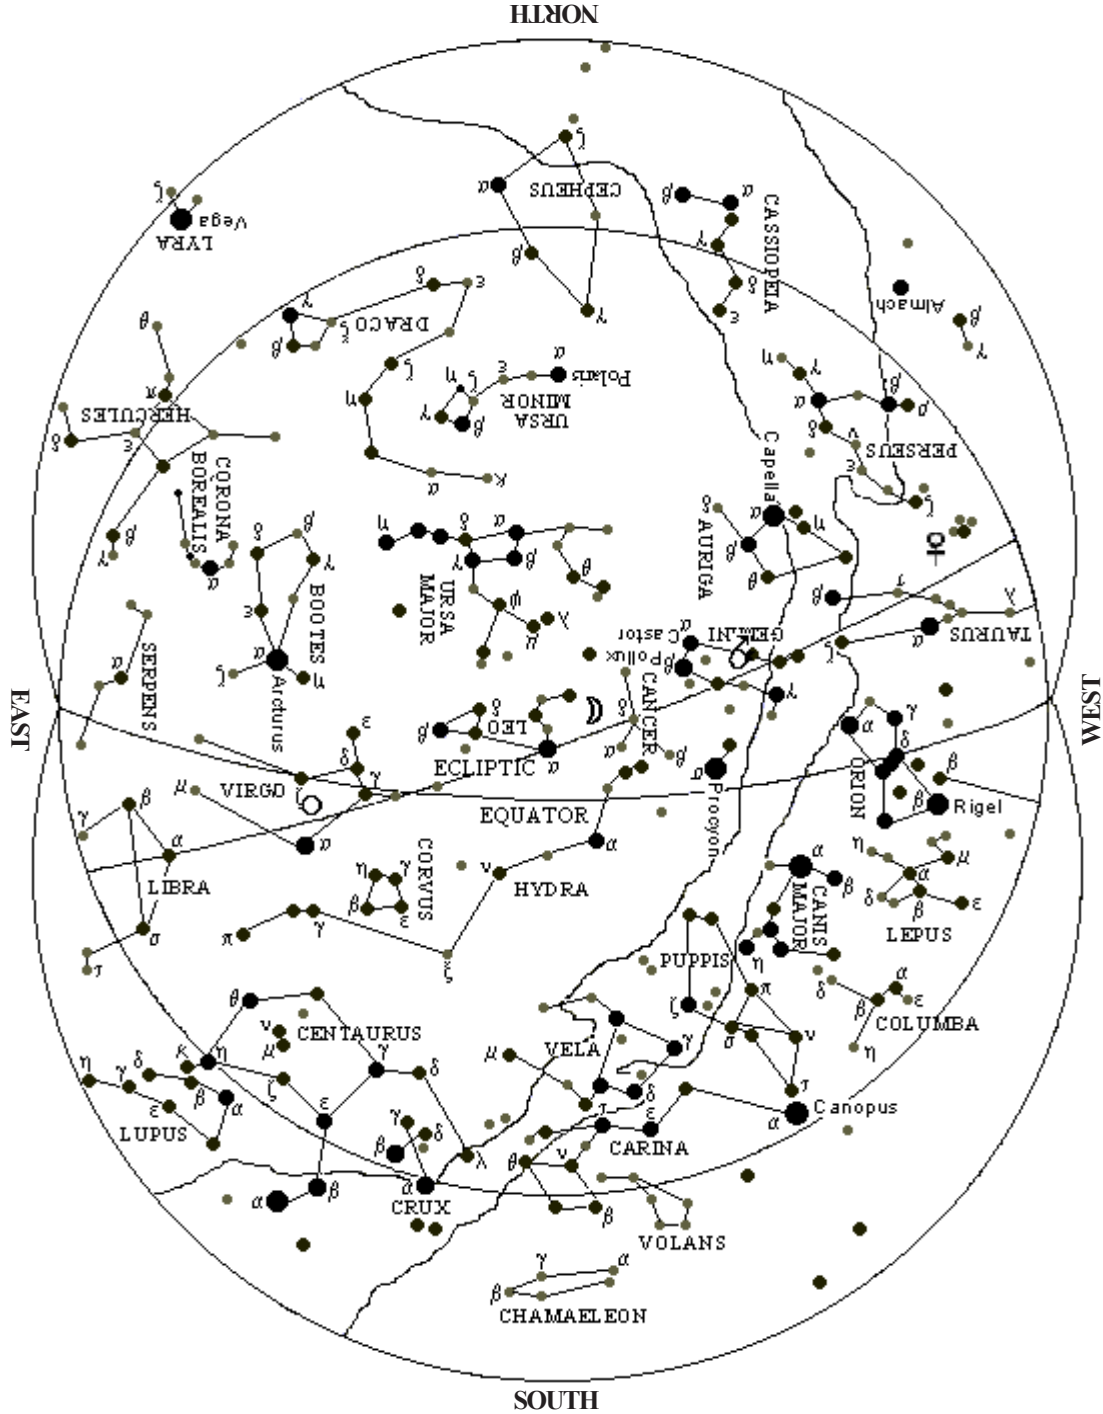 NORTH
ζ
Vega
LYRA
α
ζ
CEPHEUS
β
γ
β
α
γ
δ
ε
CASSIOPEIA
Almach
β
γ
θ
π
HERCULES
δ
ε
β
γ
γ
β
ξ
DRACO
δ
ε
ζ
η
α
κ
α
Polaris
ε
ζ
η
γ
β
URSA
MINOR
η
γ
α
δ
β
ρ
ν
ε
ζ
PERSEUS
Capella
α
β
δ
η
θ
AURIGA
CORONA
BOREALIS
α
δ
β
γ
ε
BOOTES
α
ζ
η
Arcturus
η
δ
α
γ
β
θ
ψ
λ
μ
URSA
MAJOR
β
τ
λ
α
ζ
TAURUS
GEMINI
Castor
α
Pollux
β
γ
SERPENS
α
EAST
WEST
CANCER
δ
α
β
LEO
δ
β
α
ECLIPTIC
ε
δ
γ
ζ
α
μ
VIRGO
EQUATOR
α
Procyon
α
γ
δ
β
ORION
Rigel
β
γ
β
α
σ
τ
LIBRA
η
ζ
β
ε
CORVUS
ν
α
γ
π
ζ
HYDRA
α
β
η
CANIS
MAJOR
η
α
μ
δ
β
ε
LEPUS
PUPPIS
ζ
π
σ
ν
τ
δ
α
ε
β
η
COLUMBA
θ
ν
μ
CENTAURUS
κ
η
ζ
γ
δ
ε
λ
α
β
η
γ
δ
ε
β
α
LUPUS
VELA
μ
γ
δ
Canopus
α
ε
CARINA
θ
ν
β
γ
δ
β
α
CRUX
VOLANS
γ
α
β
CHAMAELEON
SOUTH